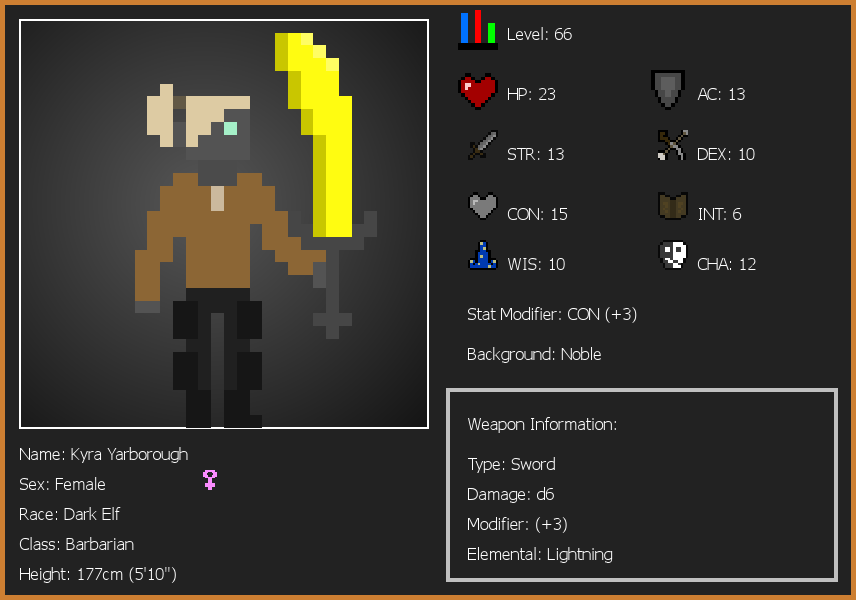 Level: 66
HP: 23
AC: 13
STR: 13
DEX: 10
CON: 15
INT: 6
WIS: 10
CHA: 12
Stat Modifier: CON (+3)
Background: Noble
Weapon Information:
Type: Sword
Damage: d6
Modifier: (+3)
Elemental: Lightning
Name: Kyra Yarborough
Sex: Female
Race: Dark Elf
Class: Barbarian
Height: 177cm (5'10")